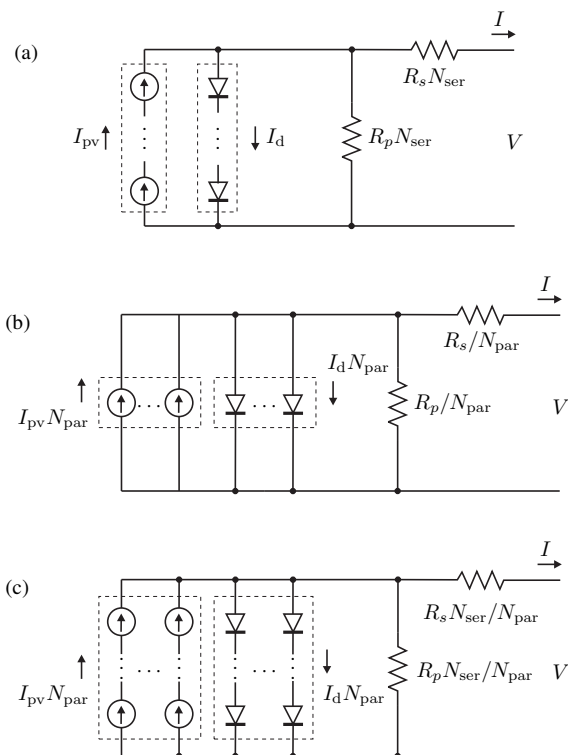 (a)
I
R_s N_ser
I_pv
I_d
R_p N_ser
V
(b)
I
R_s/N_par
I_d N_par
I_pv N_par
R_p/N_par
V
(c)
I
R_s N_ser/N_par
R_p N_ser/N_par
V
I_pv N_par
I_d N_par